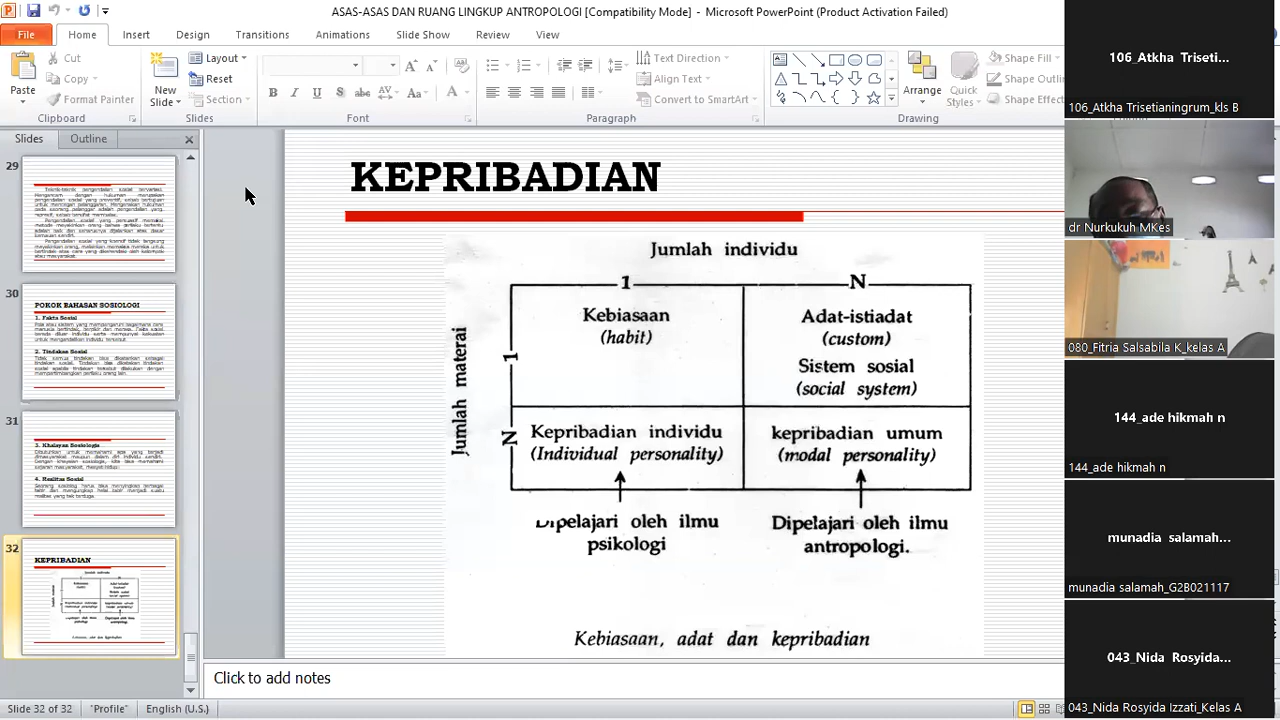 ASAS-ASAS DAN RUANG LINGKUP ANTROPOLOGI [Compatibility Mode] - Microsoft PowerPoint (Product Activation Failed)
File Home Insert Design Transitions Animations Slide Show Review View
Cut
Copy
Format Painter
Paste
Clipboard
New
Slide
Layout
Reset
Section
Slides
B I U S abc AV Aa A
Font
Text Direction
Align Text
Convert to SmartArt
Paragraph
Arrange
Quick
Styles
Shape Fill
Shape Outli
Shape Effect
Drawing
Slides Outline
29
30
POKOK BAHASAN SOSIOLOGI
1. Fakta Sosial
2. Tindakan Sosial
31
3. Khayalan Sosiologis
4. Realitas Sosial
32
KEPRIBADIAN
KEPRIBADIAN
Jumlah individu
1 N
Jumlah materai
1
N
Kebiasaan
(habit)
Adat-istiadat
(custom)
Sistem sosial
(social system)
Kepribadian individu
(Individual personality)
kepribadian umum
(modal personality)
Dipelajari oleh ilmu
psikologi
Dipelajari oleh ilmu
antropologi.
Kebiasaan, adat dan kepribadian
Click to add notes
Slide 32 of 32 "Profile" English (U.S.)
106_Atkha Triseti...
106_Atkha Trisetianingrum_kls B
dr Nurkukuh MKes
080_Fitria Salsabila K_kelas A
144_ade hikmah n
144_ade hikmah n
munadia salamah...
munadia salamah_G2B021117
043_Nida Rosyida...
043_Nida Rosyida Izzati_Kelas A